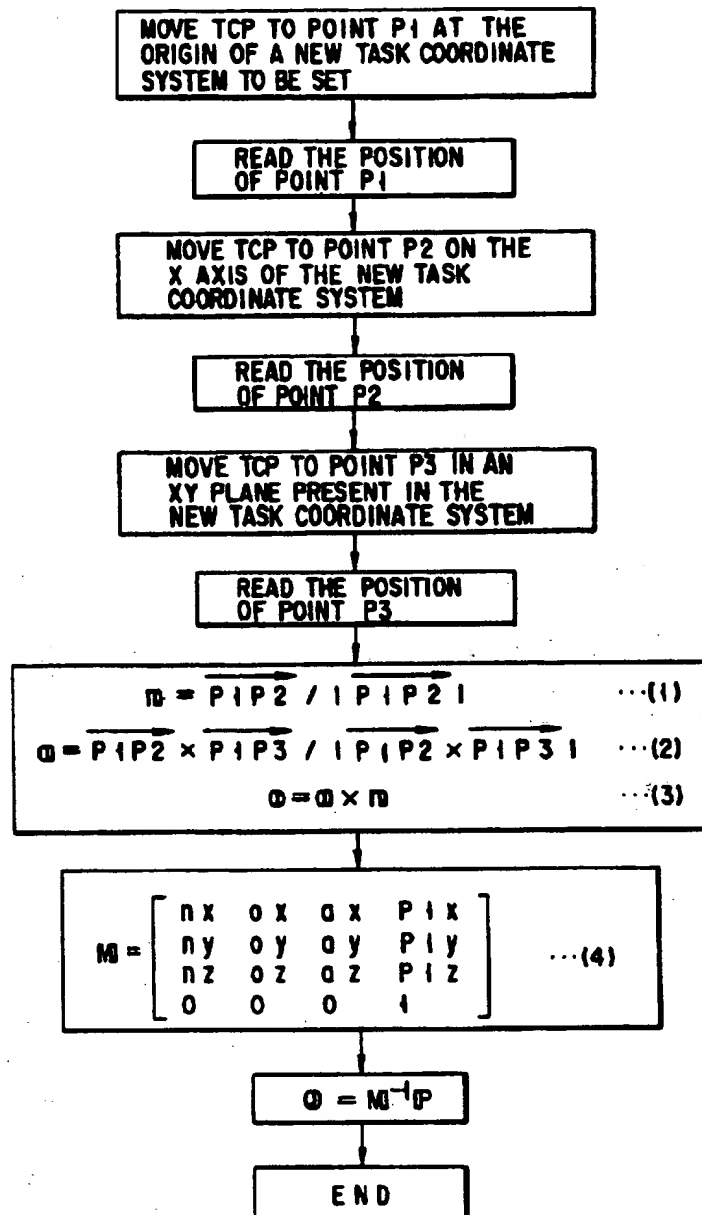 MOVE TCP TO POINT P1 AT THE
ORIGIN OF A NEW TASK COORDINATE
SYSTEM TO BE SET
READ THE POSITION
OF POINT P1
MOVE TCP TO POINT P2 ON THE
X AXIS OF THE NEW TASK
COORDINATE SYSTEM
READ THE POSITION
OF POINT P2
MOVE TCP TO POINT P3 IN AN
XY PLANE PRESENT IN THE
NEW TASK COORDINATE SYSTEM
READ THE POSITION
OF POINT P3
n = P1P2 / | P1P2 | ···(1)
a = P1P2 × P1P3 / | P1P2 × P1P3 | ···(2)
o = a × n ···(3)
M = [ nx ox ax P1x
ny oy ay P1y
nz oz az P1z
0 0 0 1 ] ···(4)
= M⁻¹P
END